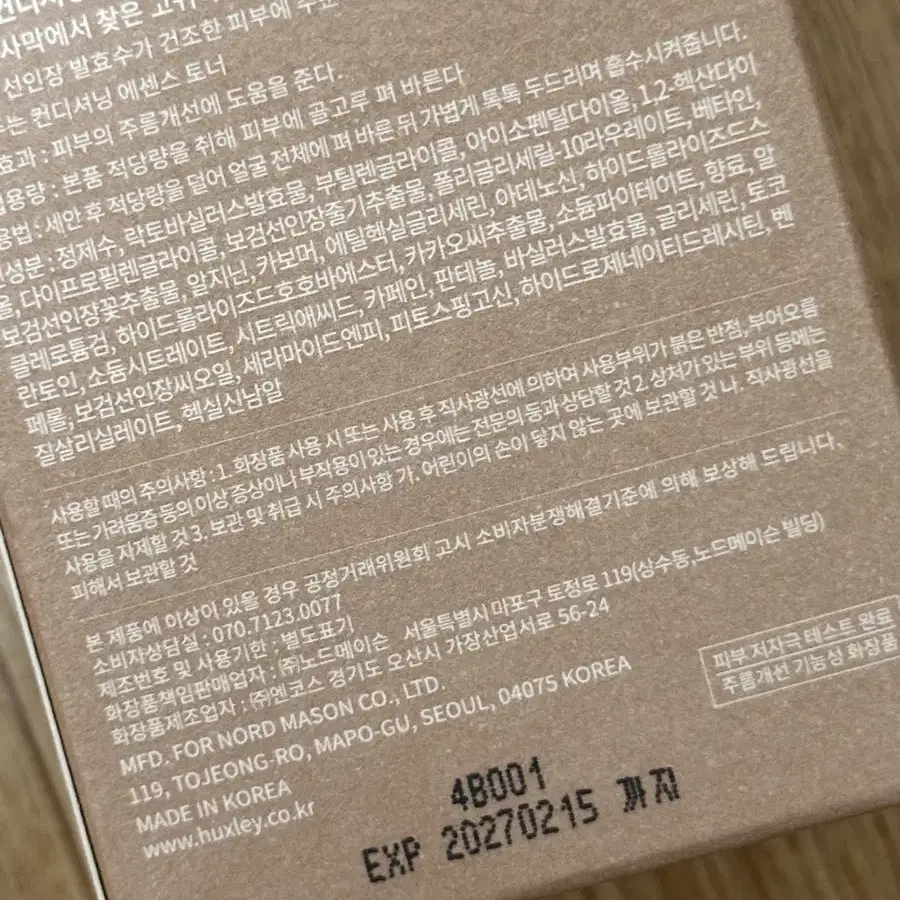 사막에서 찾은
선인장 발효수가 건조한 피부에
는 컨디셔닝 에센스 토너
효과 : 피부의 주름개선에 도움을 준다.
용량 : 본품 적당량을 취해 피부에 골고루 펴 바른다
용법 : 세안 후 적당량을 덜어 얼굴 전체에 펴 바른 뒤 가볍게 톡톡 두드리며 흡수시켜줍니다.
성분 : 정제수, 락토바실러스발효물, 부틸렌글라이콜, 아이소펜틸다이올, 1,2-헥산다이
올, 다이프로필렌글라이콜, 보검선인장줄기추출물, 폴리글리세릴-10라우레이트, 베타인,
보검선인장꽃추출물, 알지닌, 카보머, 에틸헥실글리세린, 아데노신, 하이드롤라이즈드스
클레로튬검, 하이드롤라이즈드호호바에스터, 카카오씨추출물, 소듐파이테이트, 향료, 알
란토인, 소듐시트레이트, 시트릭애씨드, 카페인, 판테놀, 바실러스발효물, 글리세린, 토코
페롤, 보검선인장씨오일, 세라마이드엔피, 피토스핑고신, 하이드로제네이티드레시틴, 벤
질살리실레이트, 헥실신남알
사용할 때의 주의사항 : 1. 화장품 사용 시 또는 사용 후 직사광선에 의하여 사용부위가 붉은 반점, 부어오름
또는 가려움증 등의 이상 증상이나 부작용이 있는 경우에는 전문의 등과 상담할 것 2. 상처가 있는 부위 등에는
사용을 자제할 것 3. 보관 및 취급 시 주의사항 가. 어린이의 손이 닿지 않는 곳에 보관할 것 나. 직사광선을
피해서 보관할 것
본 제품에 이상이 있을 경우 공정거래위원회 고시 소비자분쟁해결기준에 의해 보상해 드립니다.
소비자상담실 : 070.7123.0077
제조번호 및 사용기한 : 별도표기
화장품책임판매업자 : ㈜노드메이슨 서울특별시 마포구 토정로 119(상수동,노드메이슨 빌딩)
화장품제조업자 : ㈜엔코스 경기도 오산시 가장산업서로 56-24
MFD. FOR NORD MASON CO., LTD.
119, TOJEONG-RO, MAPO-GU, SEOUL, 04075 KOREA
MADE IN KOREA
www.huxley.co.kr
피부 저자극 테스트 완료
주름개선 기능성 화장품
4B001
EXP 20270215 까지